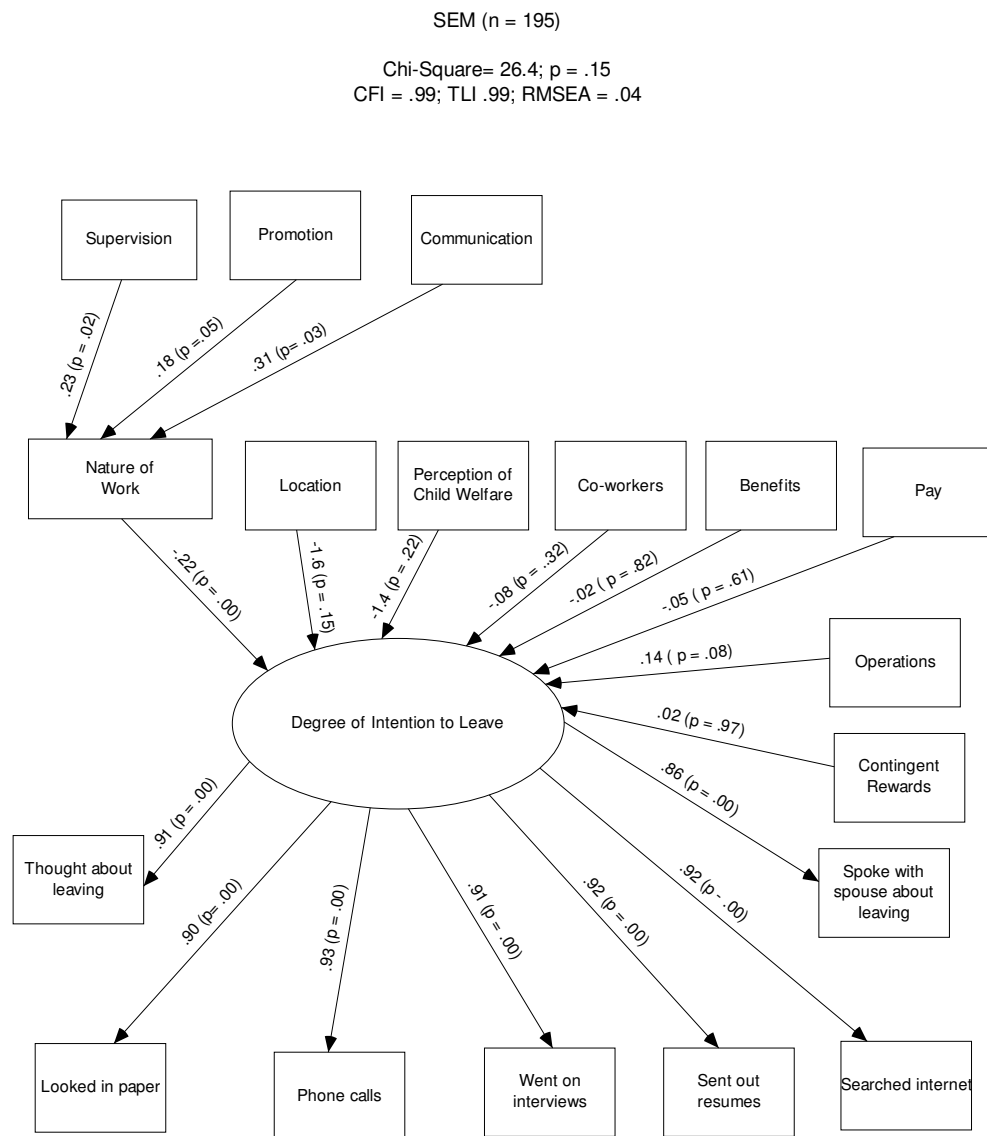 SEM (n = 195)
Chi-Square= 26.4; p = .15
CFI = .99; TLI .99; RMSEA = .04
Supervision
Promotion
Communication
.23 (p = .02)
.18 (p =.05)
.31 (p= .03)
Nature of
Work
Location
Perception of
Child Welfare
Co-workers
Benefits
Pay
-.22 (p = .00)
-1.6 (p = .15)
-1.4 (p = .22)
-.08 (p = ..32)
-.02 ( p = .82)
-.05 ( p = .61)
.14 ( p = .08)
Operations
Degree of Intention to Leave
.02 (p = .97)
Contingent
Rewards
.86 (p = .00)
.91 (p = .00)
Thought about
leaving
Spoke with
spouse about
leaving
.90 (p= .00)
.93 (p = .00)
.91 (p = .00)
.92 (p = .00)
.92 (p - .00)
Looked in paper
Phone calls
Went on
interviews
Sent out
resumes
Searched internet